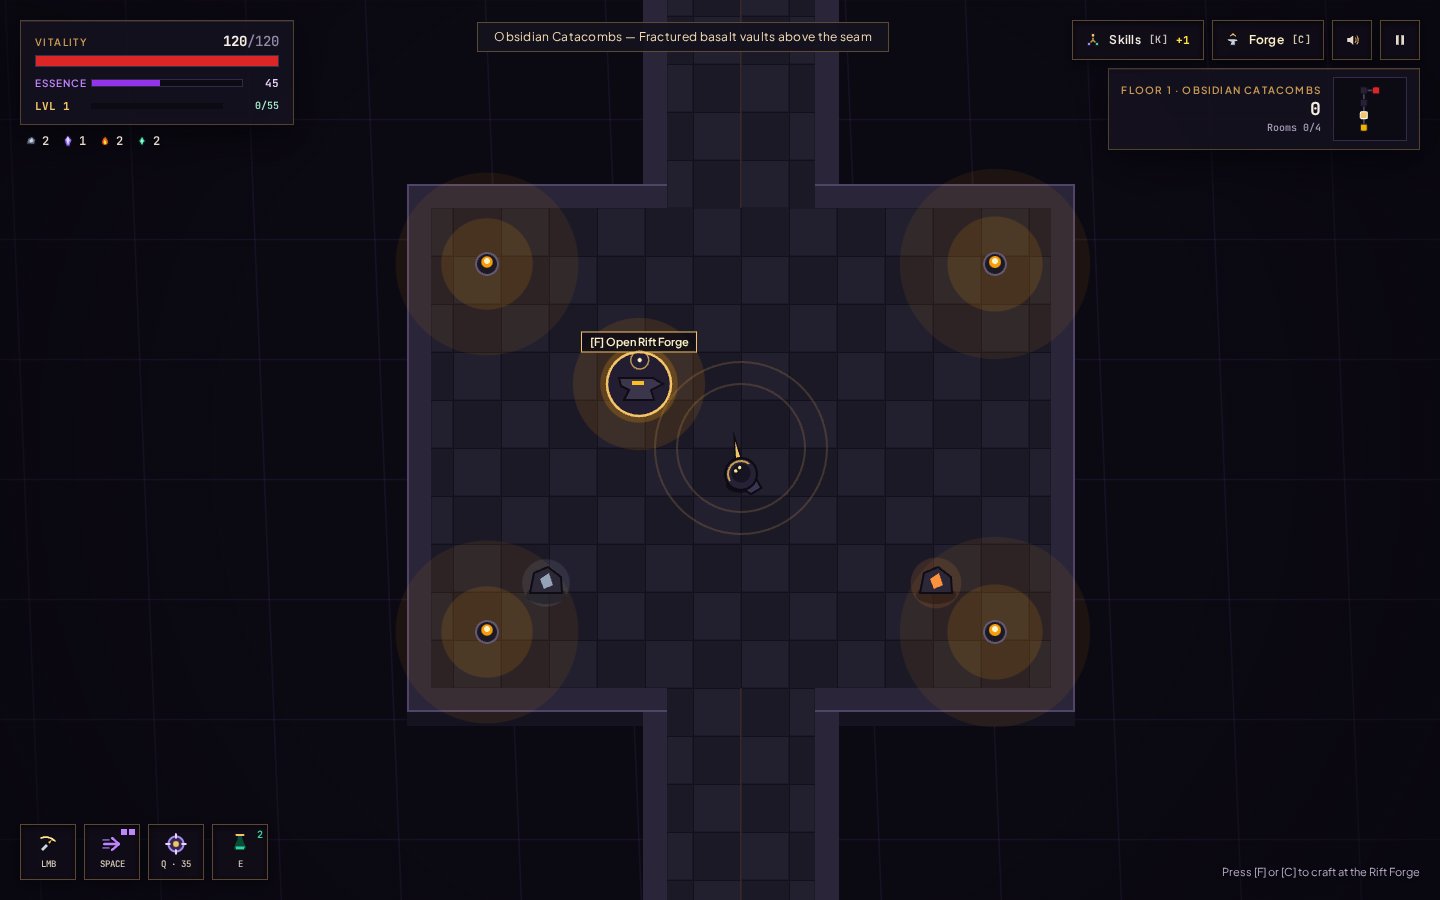 VITALITY 120/120
ESSENCE 45
LVL 1 0/55
2 1 2 2
Obsidian Catacombs — Fractured basalt vaults above the seam
Skills [K] +1
Forge [C]
FLOOR 1 · OBSIDIAN CATACOMBS
0
Rooms 0/4
[F] Open Rift Forge
LMB
SPACE
Q · 35
2
E
Press [F] or [C] to craft at the Rift Forge